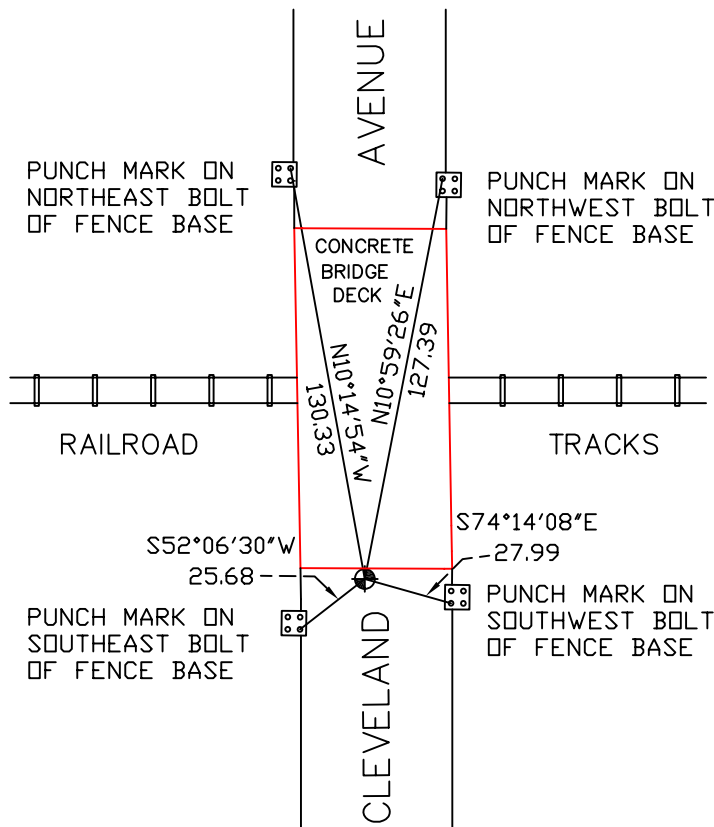 AVENUE
PUNCH MARK ON
NORTHEAST BOLT
OF FENCE BASE
PUNCH MARK ON
NORTHWEST BOLT
OF FENCE BASE
CONCRETE
BRIDGE
DECK
N10°14'54"W
130.33
N10°59'26"E
127.39
RAILROAD
TRACKS
S52°06'30"W
25.68
S74°14'08"E
27.99
PUNCH MARK ON
SOUTHEAST BOLT
OF FENCE BASE
PUNCH MARK ON
SOUTHWEST BOLT
OF FENCE BASE
CLEVELAND